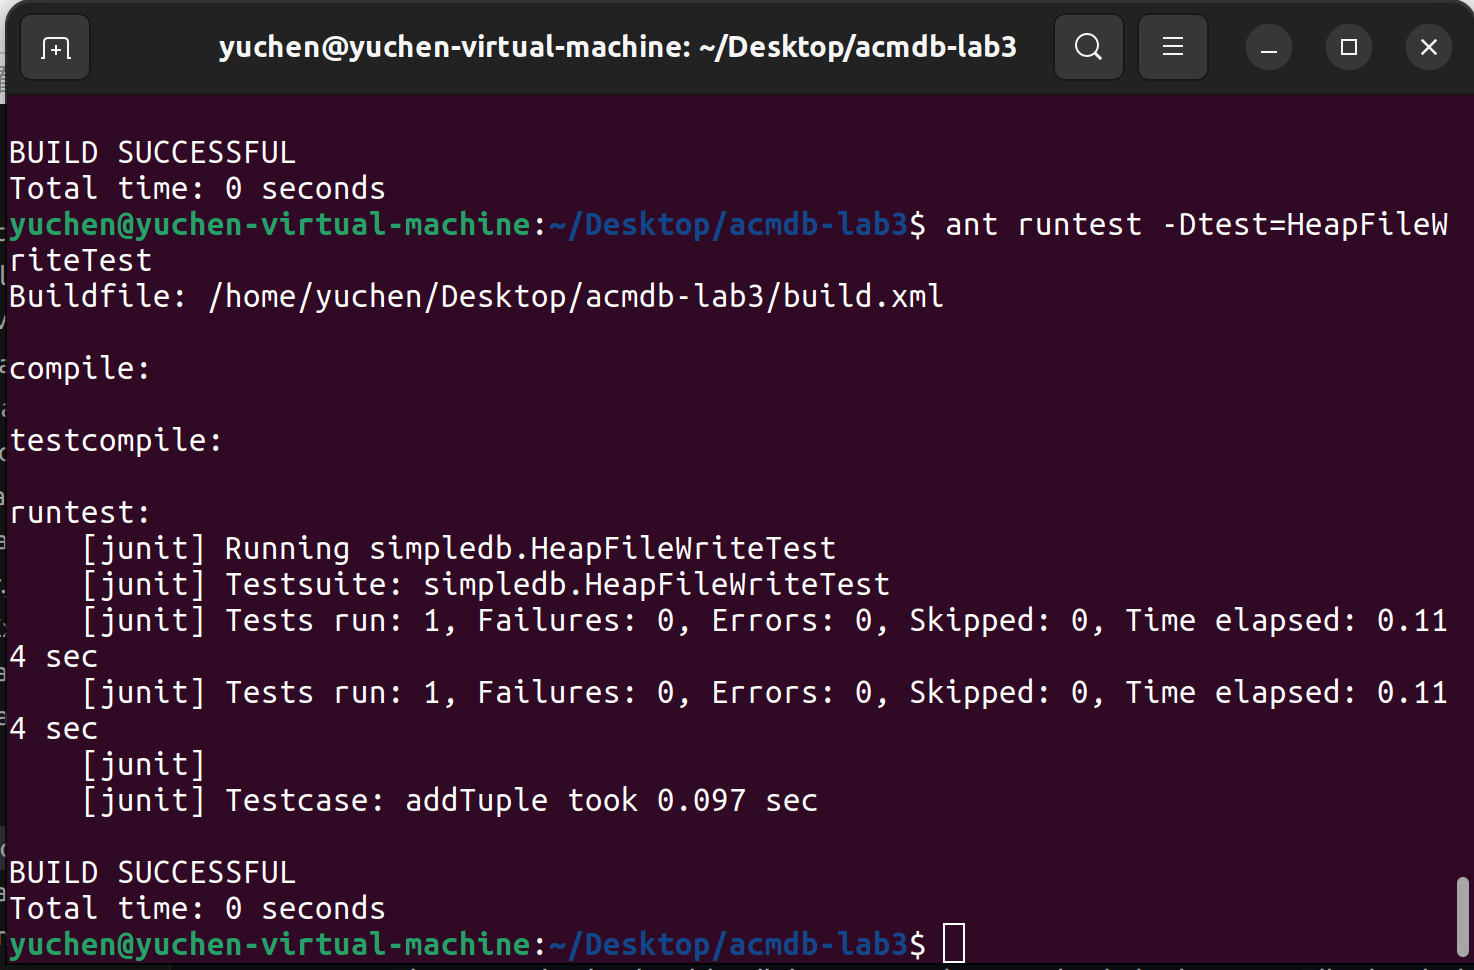 yuchen@yuchen-virtual-machine: ~/Desktop/acmdb-lab3
BUILD SUCCESSFUL
Total time: 0 seconds
yuchen@yuchen-virtual-machine:~/Desktop/acmdb-lab3$ ant runtest -Dtest=HeapFileW
riteTest
Buildfile: /home/yuchen/Desktop/acmdb-lab3/build.xml
compile:
testcompile:
runtest:
[junit] Running simpledb.HeapFileWriteTest
[junit] Testsuite: simpledb.HeapFileWriteTest
[junit] Tests run: 1, Failures: 0, Errors: 0, Skipped: 0, Time elapsed: 0.11
4 sec
[junit] Tests run: 1, Failures: 0, Errors: 0, Skipped: 0, Time elapsed: 0.11
4 sec
[junit]
[junit] Testcase: addTuple took 0.097 sec
BUILD SUCCESSFUL
Total time: 0 seconds
yuchen@yuchen-virtual-machine:~/Desktop/acmdb-lab3$